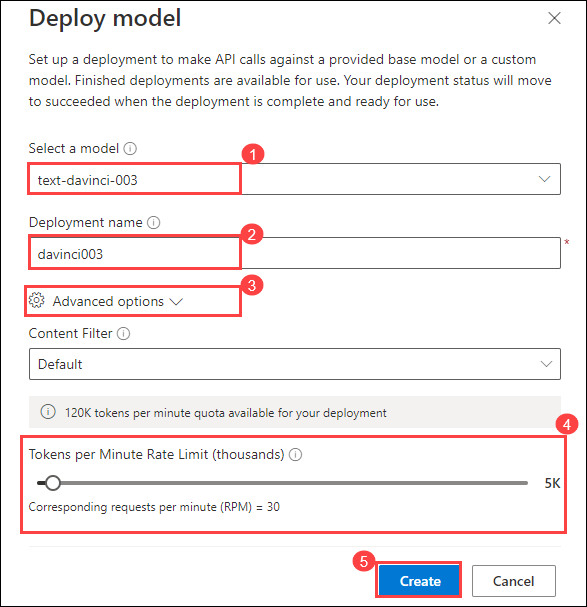 Deploy model
Set up a deployment to make API calls against a provided base model or a custom
model. Finished deployments are available for use. Your deployment status will move
to succeeded when the deployment is complete and ready for use.
Select a model
1
text-davinci-003
Deployment name
2
davinci003
*
3
Advanced options
Content Filter
Default
120K tokens per minute quota available for your deployment
4
Tokens per Minute Rate Limit (thousands)
5K
Corresponding requests per minute (RPM) = 30
5
Create Cancel